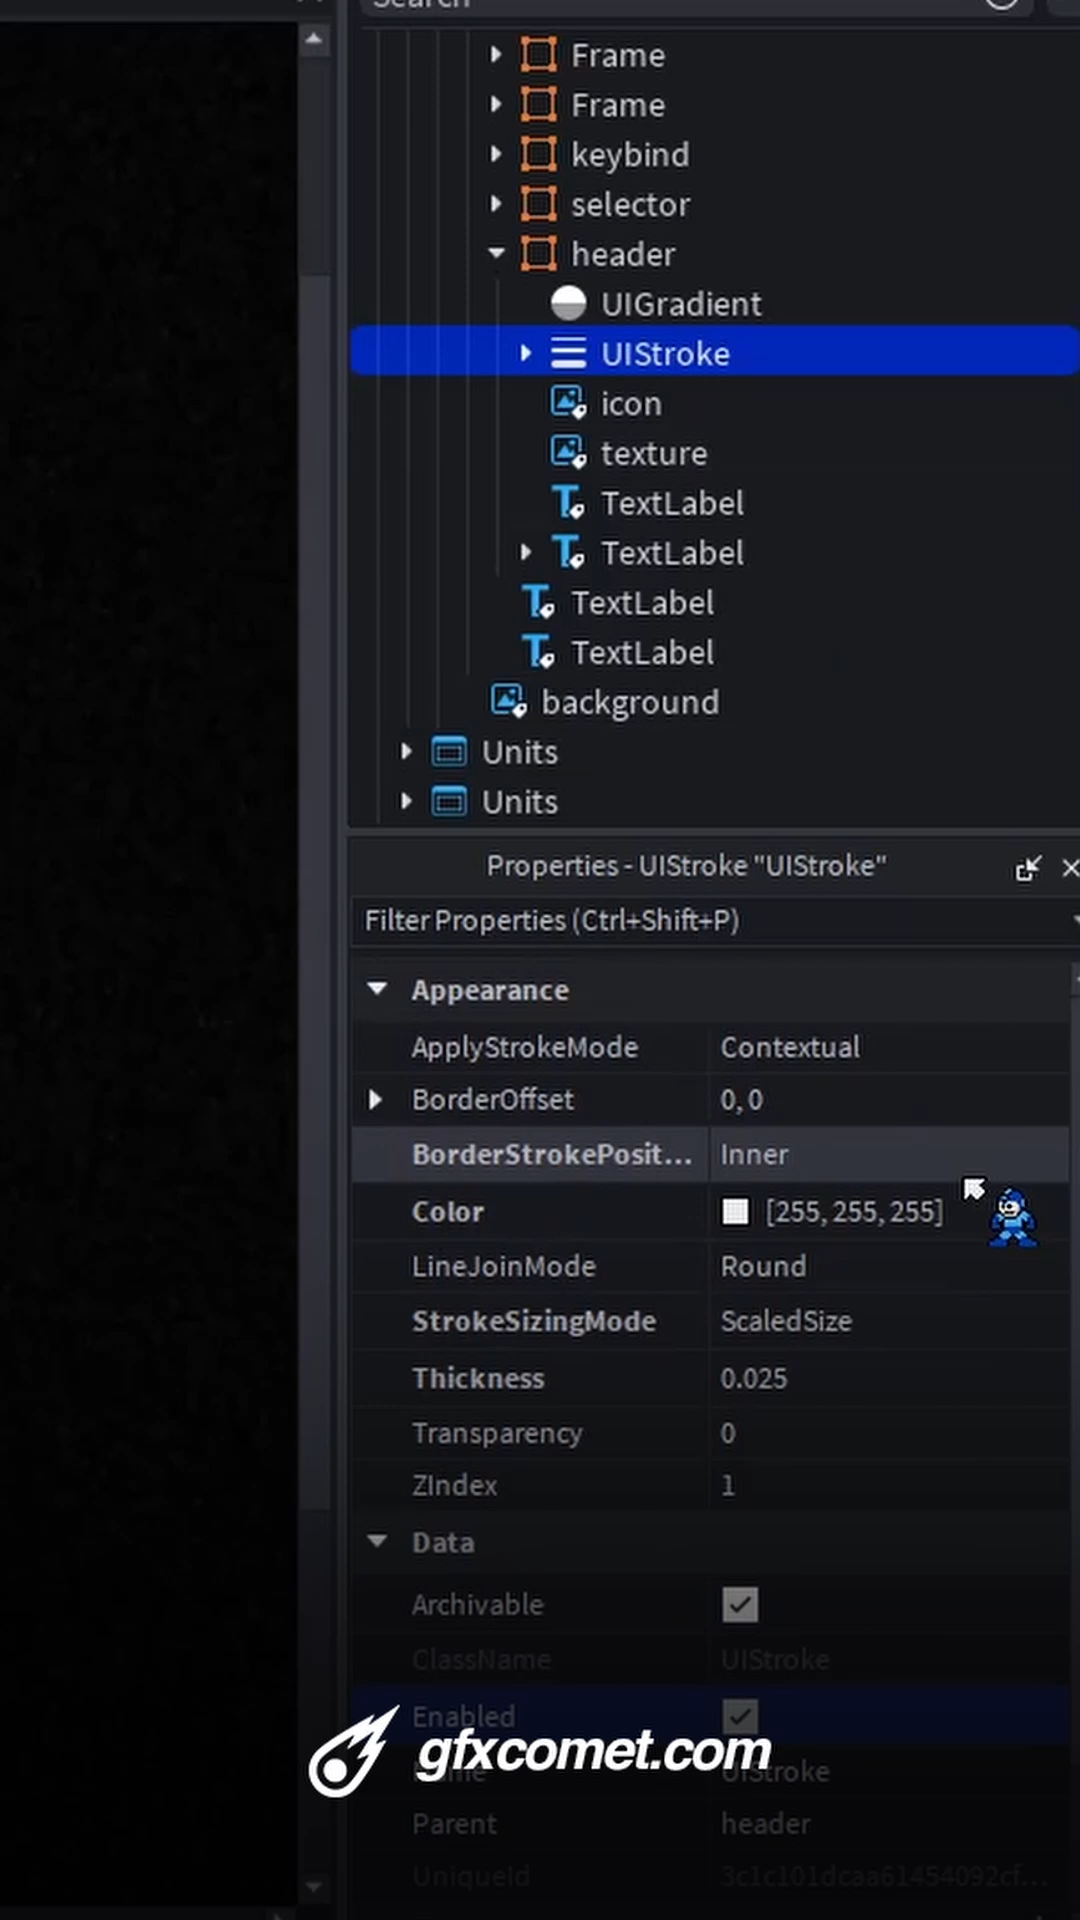 Search
Frame
Frame
keybind
selector
header
UIGradient
UIStroke
icon
texture
TextLabel
TextLabel
TextLabel
TextLabel
background
Units
Units
Properties - UIStroke "UIStroke"
Filter Properties (Ctrl+Shift+P)
Appearance
ApplyStrokeMode Contextual
BorderOffset 0, 0
BorderStrokePosit... Inner
Color [255, 255, 255]
LineJoinMode Round
StrokeSizingMode ScaledSize
Thickness 0.025
Transparency 0
ZIndex 1
Data
Archivable
ClassName UIStroke
Enabled
gfxcomet.com
Name UIStroke
Parent header
UniqueId 3c1c101dcaa61454092cf...